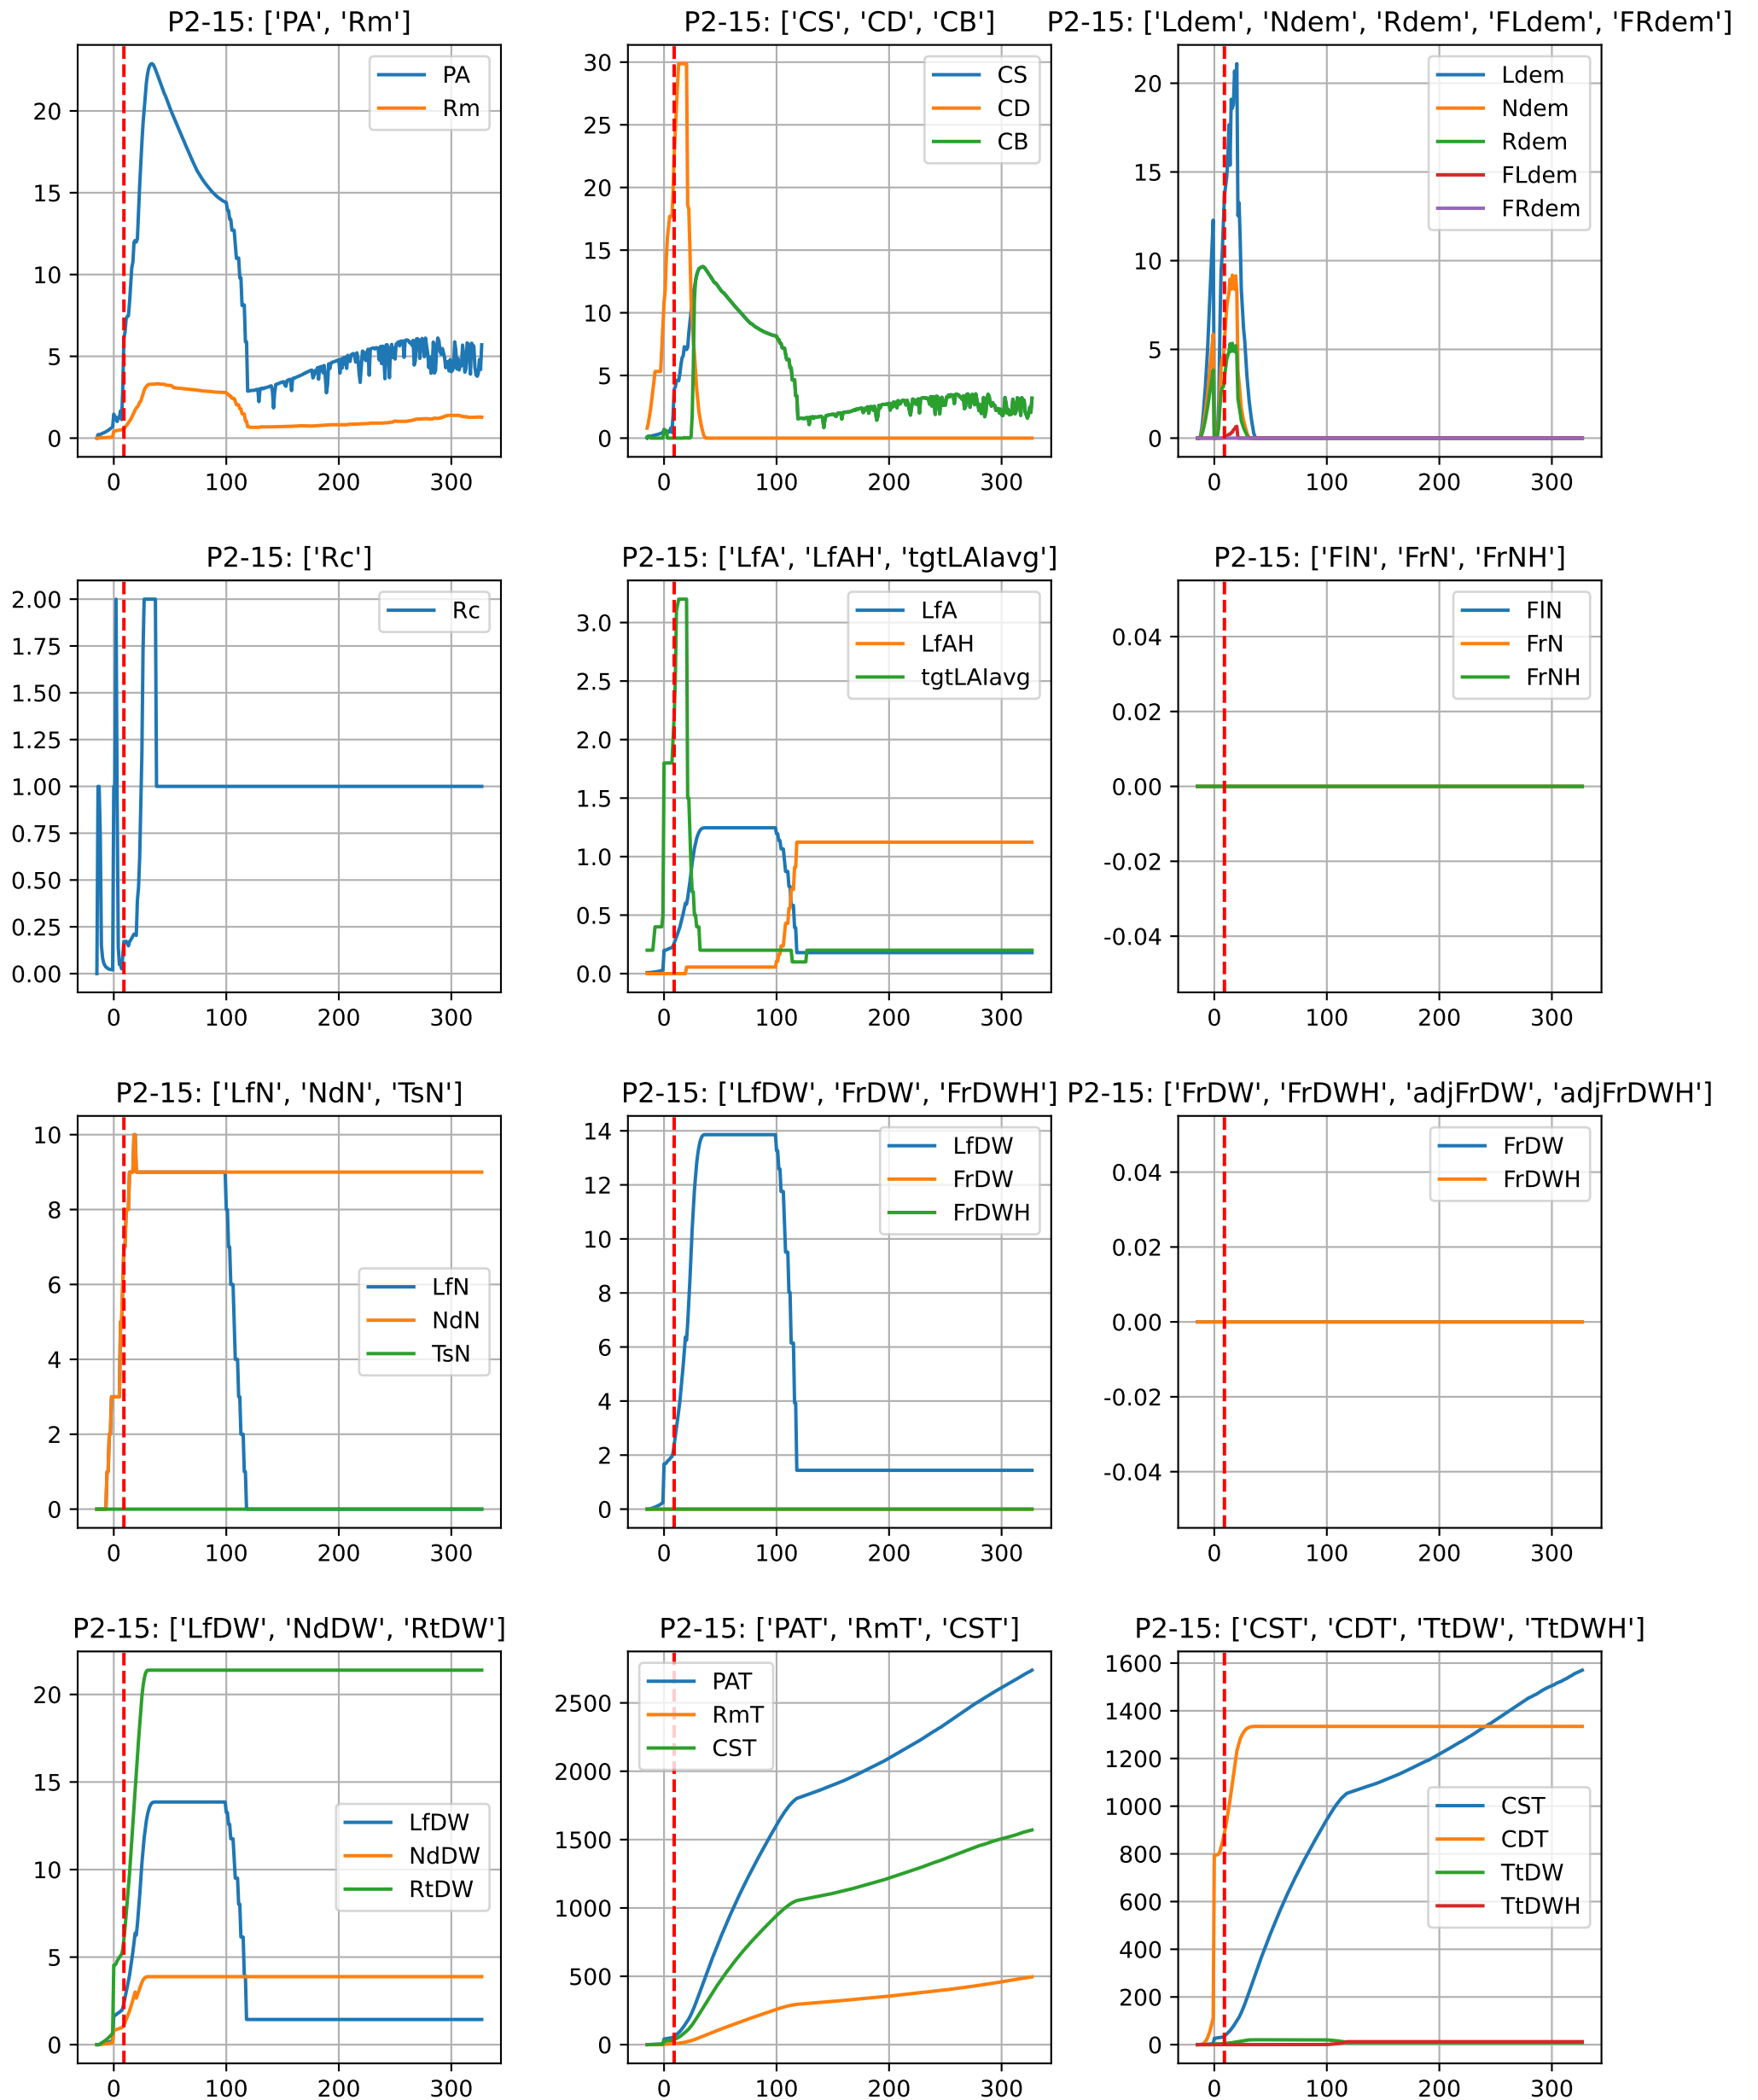 P2-15: ['PA', 'Rm']
PA
Rm
20
15
10
5
0
0 100 200 300
P2-15: ['CS', 'CD', 'CB']
CS
CD
CB
30
25
20
15
10
5
0
0 100 200 300
P2-15: ['Ldem', 'Ndem', 'Rdem', 'FLdem', 'FRdem']
Ldem
Ndem
Rdem
FLdem
FRdem
20
15
10
5
0
0 100 200 300
P2-15: ['Rc']
Rc
2.00
1.75
1.50
1.25
1.00
0.75
0.50
0.25
0.00
0 100 200 300
P2-15: ['LfA', 'LfAH', 'tgtLAIavg']
LfA
LfAH
tgtLAIavg
3.0
2.5
2.0
1.5
1.0
0.5
0.0
0 100 200 300
P2-15: ['FlN', 'FrN', 'FrNH']
FlN
FrN
FrNH
0.04
0.02
0.00
-0.02
-0.04
0 100 200 300
P2-15: ['LfN', 'NdN', 'TsN']
LfN
NdN
TsN
10
8
6
4
2
0
0 100 200 300
P2-15: ['LfDW', 'FrDW', 'FrDWH']
LfDW
FrDW
FrDWH
14
12
10
8
6
4
2
0
0 100 200 300
P2-15: ['FrDW', 'FrDWH', 'adjFrDW', 'adjFrDWH']
FrDW
FrDWH
0.04
0.02
0.00
-0.02
-0.04
0 100 200 300
P2-15: ['LfDW', 'NdDW', 'RtDW']
LfDW
NdDW
RtDW
20
15
10
5
0
0 100 200 300
P2-15: ['PAT', 'RmT', 'CST']
PAT
RmT
CST
2500
2000
1500
1000
500
0
0 100 200 300
P2-15: ['CST', 'CDT', 'TtDW', 'TtDWH']
CST
CDT
TtDW
TtDWH
1600
1400
1200
1000
800
600
400
200
0
0 100 200 300